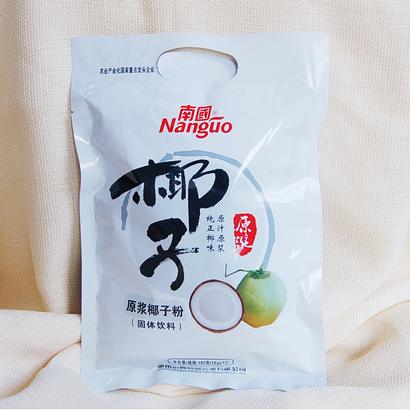 农业产业化国家重点龙头企业
南國®
Nanguo
椰子
原汁原浆
纯正椰味
原浆
原浆椰子粉
(固体饮料)